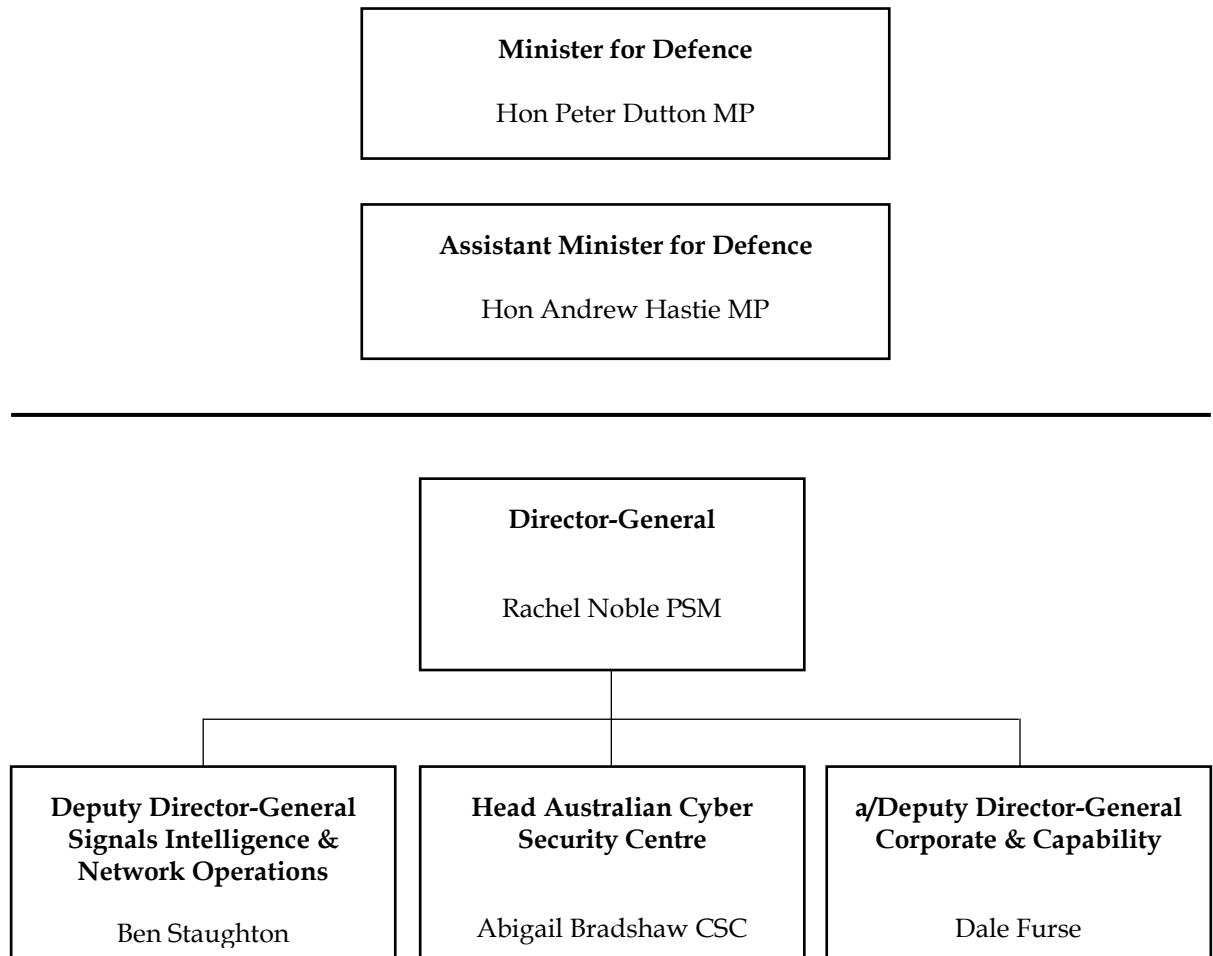 Minister for Defence
Hon Peter Dutton MP
Assistant Minister for Defence
Hon Andrew Hastie MP
Director-General
Rachel Noble PSM
Deputy Director-General
Signals Intelligence &
Network Operations
Ben Staughton
Head Australian Cyber
Security Centre
Abigail Bradshaw CSC
a/Deputy Director-General
Corporate & Capability
Dale Furse